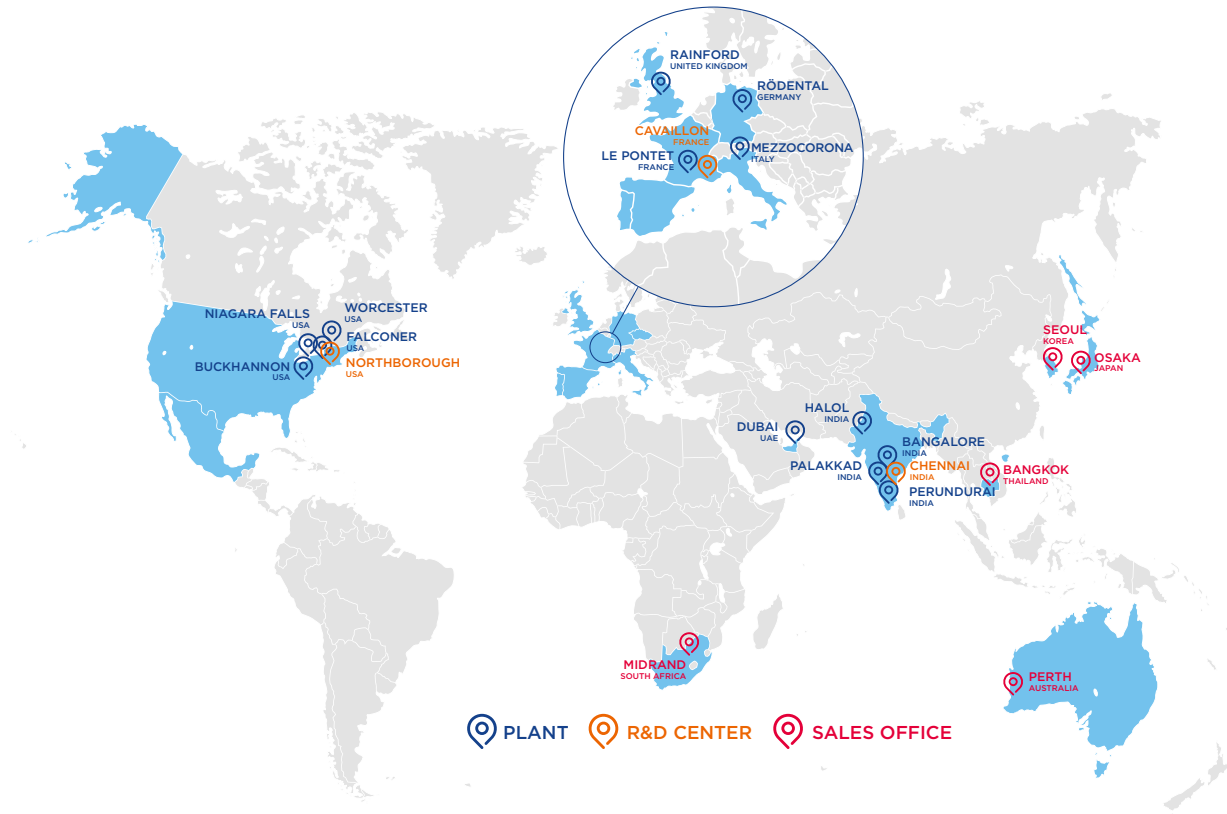 RAINFORD
UNITED KINGDOM
RÖDENTAL
GERMANY
CAVAILLON
FRANCE
LE PONTET
FRANCE
MEZZOCORONA
ITALY
NIAGARA FALLS
USA
WORCESTER
USA
FALCONER
USA
BUCKHANNON
USA
NORTHBOROUGH
USA
SEOUL
KOREA
OSAKA
JAPAN
HALOL
INDIA
DUBAI
UAE
BANGALORE
INDIA
PALAKKAD
INDIA
CHENNAI
INDIA
BANGKOK
THAILAND
PERUNDURAI
INDIA
MIDRAND
SOUTH AFRICA
PERTH
AUSTRALIA
PLANT
R&D CENTER
SALES OFFICE